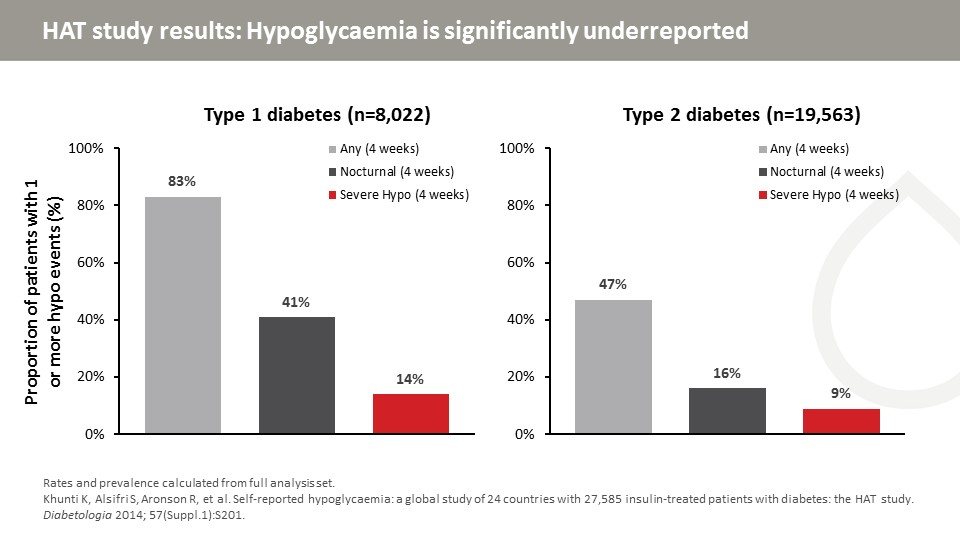 HAT study results: Hypoglycaemia is significantly underreported
Type 1 diabetes (n=8,022)
Proportion of patients with 1
or more hypo events (%)
100%
80%
60%
40%
20%
0%
Any (4 weeks)
Nocturnal (4 weeks)
Severe Hypo (4 weeks)
83%
41%
14%
Type 2 diabetes (n=19,563)
100%
80%
60%
40%
20%
0%
Any (4 weeks)
Nocturnal (4 weeks)
Severe Hypo (4 weeks)
47%
16%
9%
Rates and prevalence calculated from full analysis set.
Khunti K, Alsifri S, Aronson R, et al. Self-reported hypoglycaemia: a global study of 24 countries with 27,585 insulin-treated patients with diabetes: the HAT study.
Diabetologia 2014; 57(Suppl.1):S201.